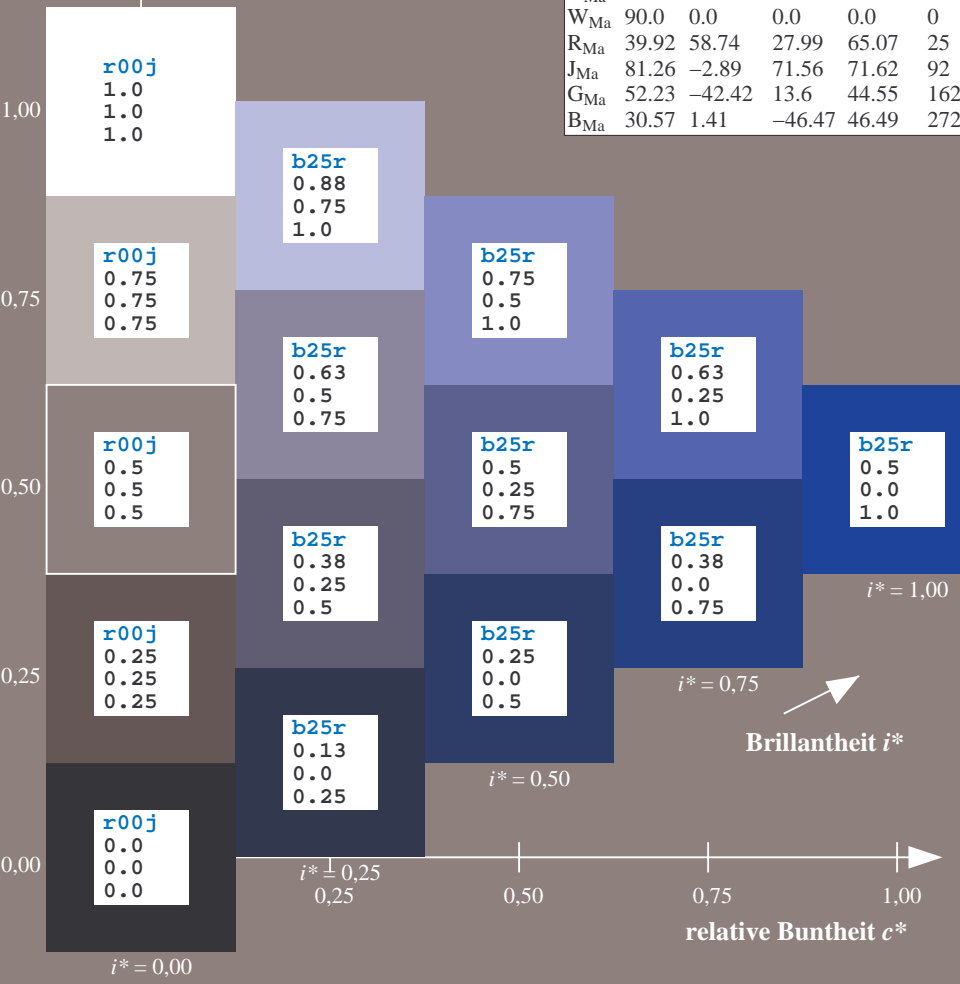 W_Ma 90.0 0.0 0.0 0.0 0
R_Ma 39.92 58.74 27.99 65.07 25
J_Ma 81.26 –2.89 71.56 71.62 92
G_Ma 52.23 –42.42 13.6 44.55 162
B_Ma 30.57 1.41 –46.47 46.49 272
1,00
0,75
0,50
0,25
0,00
r00j
1.0
1.0
1.0
r00j
0.75
0.75
0.75
r00j
0.5
0.5
0.5
r00j
0.25
0.25
0.25
r00j
0.0
0.0
0.0
i* = 0,00
b25r
0.88
0.75
1.0
b25r
0.63
0.5
0.75
b25r
0.38
0.25
0.5
b25r
0.13
0.0
0.25
i* = 0,25
b25r
0.75
0.5
1.0
b25r
0.5
0.25
0.75
b25r
0.25
0.0
0.5
i* = 0,50
b25r
0.63
0.25
1.0
b25r
0.38
0.0
0.75
i* = 0,75
b25r
0.5
0.0
1.0
i* = 1,00
Brillantheit i*
0,25 0,50 0,75 1,00
relative Buntheit c*